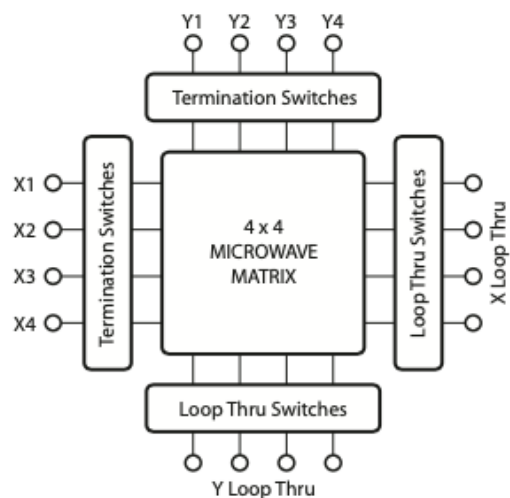 Y1 Y2 Y3 Y4
Termination Switches
X1
X2
X3
X4
Termination Switches
4 x 4
MICROWAVE
MATRIX
Loop Thru Switches
X Loop Thru
Loop Thru Switches
Y Loop Thru